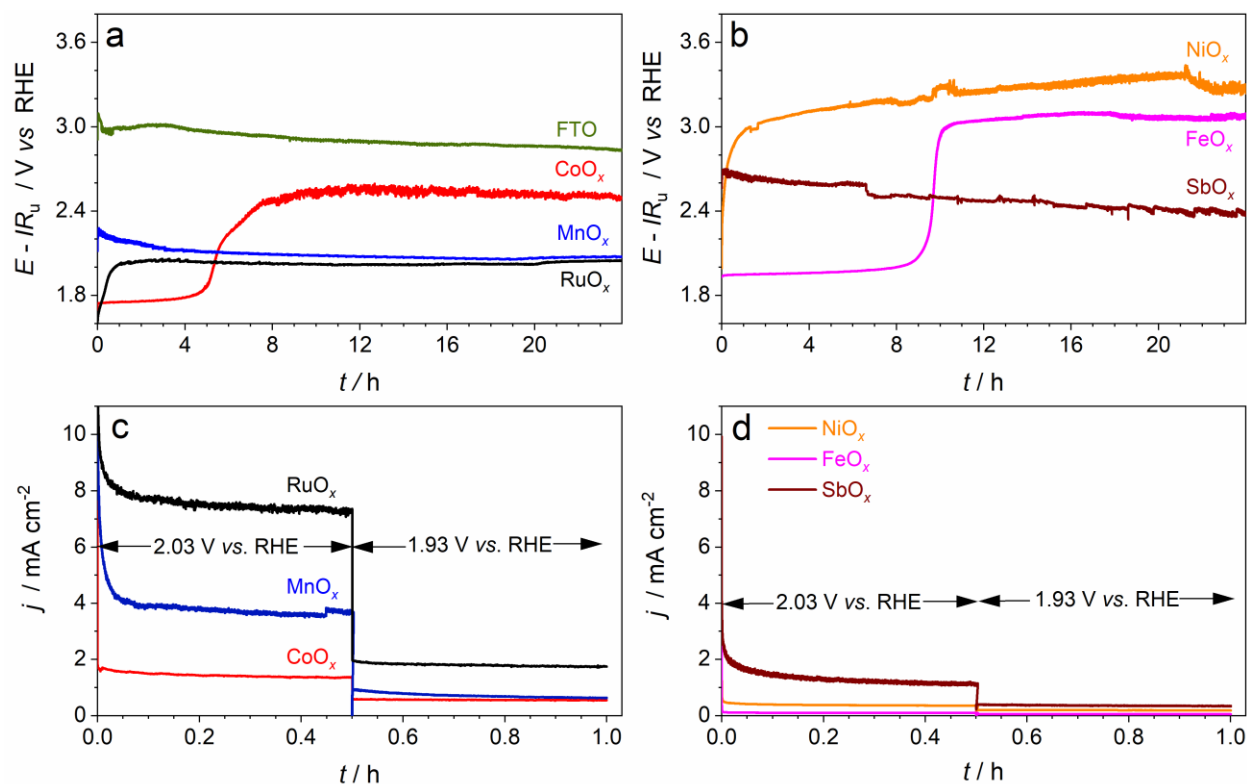 a
3.6
3.0
2.4
1.8
E - IRu / V vs RHE
FTO
CoOx
MnOx
RuOx
0 4 8 12 16 20
t / h
b
3.6
3.0
2.4
1.8
E - IRu / V vs RHE
NiOx
FeOx
SbOx
0 4 8 12 16 20
t / h
c
10
8
6
4
2
0
j / mA cm-2
RuOx
2.03 V vs. RHE 1.93 V vs. RHE
MnOx
CoOx
0.0 0.2 0.4 0.6 0.8 1.0
t / h
d
10
8
6
4
2
0
j / mA cm-2
NiOx
FeOx
SbOx
2.03 V vs. RHE 1.93 V vs. RHE
0.0 0.2 0.4 0.6 0.8 1.0
t / h